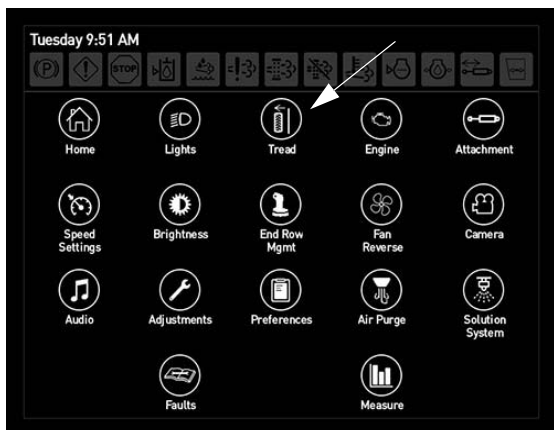 Tuesday 9:51 AM
(P) STOP
Home Lights Tread Engine Attachment
Speed Brightness End Row Fan Camera
Settings Mgmt Reverse
Audio Adjustments Preferences Air Purge Solution
System
Faults Measure